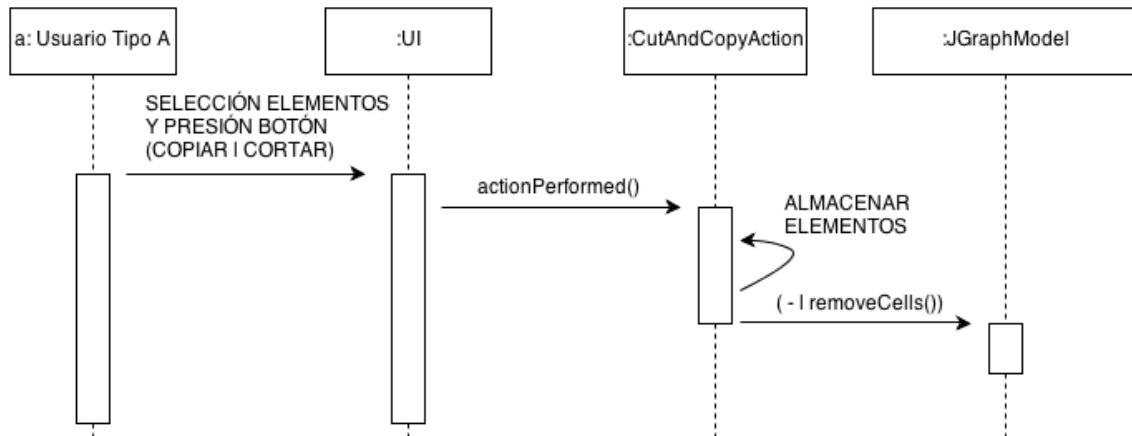 a: Usuario Tipo A
:UI
:CutAndCopyAction
:JGraphModel
SELECCIÓN ELEMENTOS
Y PRESIÓN BOTÓN
(COPIAR | CORTAR)
actionPerformed()
ALMACENAR
ELEMENTOS
( - | removeCells())